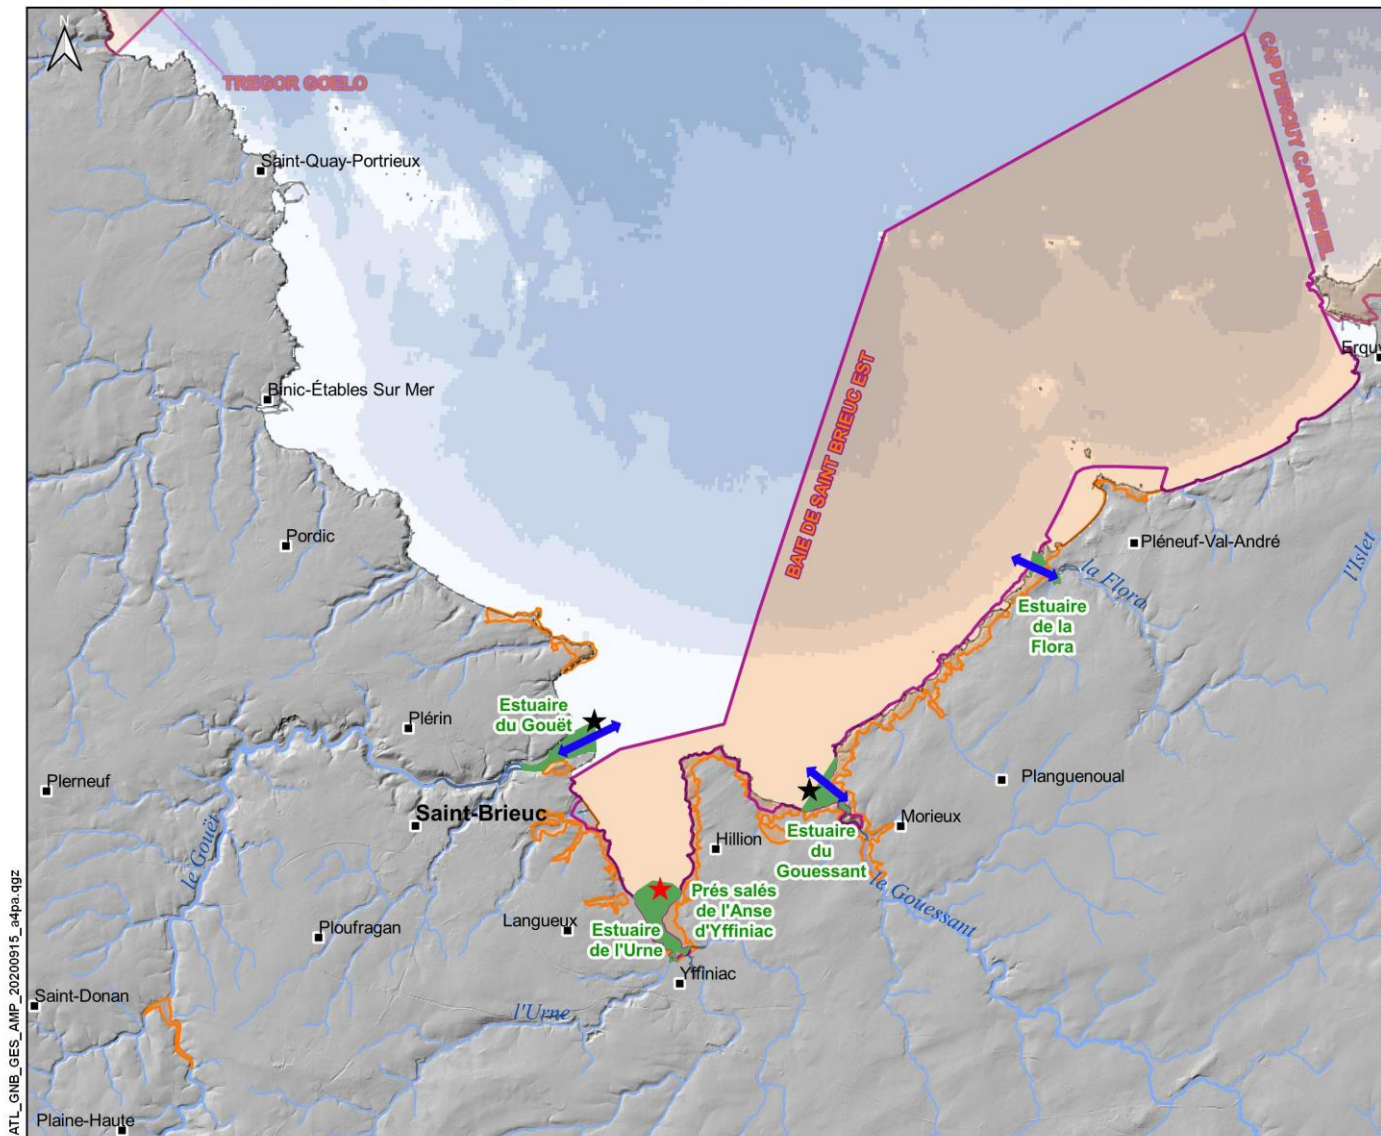 N
TREGOR GOELO
CAP D'ERQUY CAP FREHEL
Saint-Quay-Portrieux
BAIE DE SAINT BRIEUC EST
Erquy
Binic-Étables Sur Mer
Pordic
Pléneuf-Val-André
l'Islet
la Flora
Estuaire
de la
Flora
Estuaire
du Gouët
Plérin
Plerneuf
Planguenoual
Saint-Brieuc
Morieux
Hillion
Estuaire
du
Gouessant
le Gouët
le Gouessant
Prés salés
de l'Anse
d'Yffiniac
Langueux
Estuaire
de l'Urne
Ploufragan
Yffiniac
Saint-Donan
l'Urne
Plaine-Haute
ATL_GNB_GES_AMP_20200915_a4pa.qgz